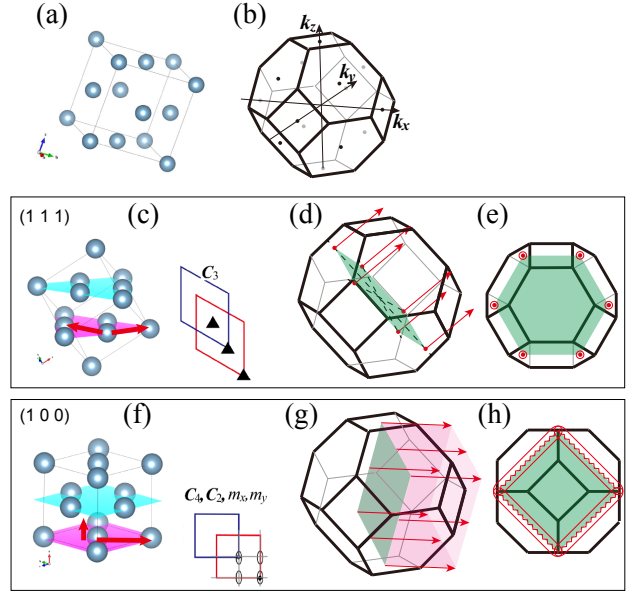 (a)
(b)
k_z
k_y
k_x
(1 1 1)
(c)
(d)
(e)
C_3
(1 0 0)
(f)
(g)
(h)
C_4, C_2, m_x, m_y